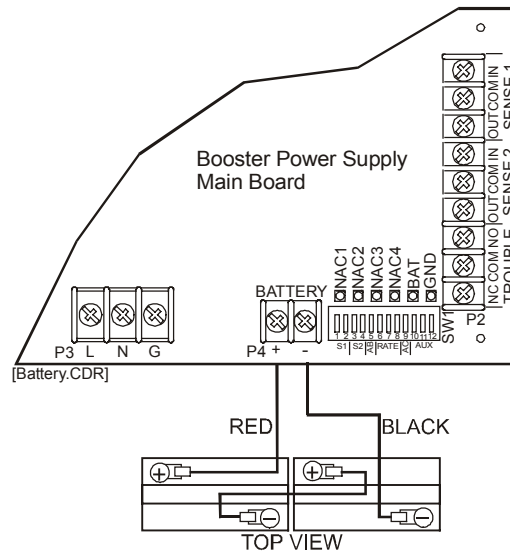 Booster Power Supply
Main Board
IN
COM
OUT
SENSE 1
IN
COM
OUT
SENSE 2
NO
COM
NC
TROUBLE
P2
NAC1
NAC2
NAC3
NAC4
BAT
GND
SW1
1 2 3 4 5 6 7 8 9 10 11 12
S1 S2 AB RATE AC AUX
BATTERY
P4 + -
P3 L N G
[Battery.CDR]
RED
BLACK
+ +
- -
TOP VIEW